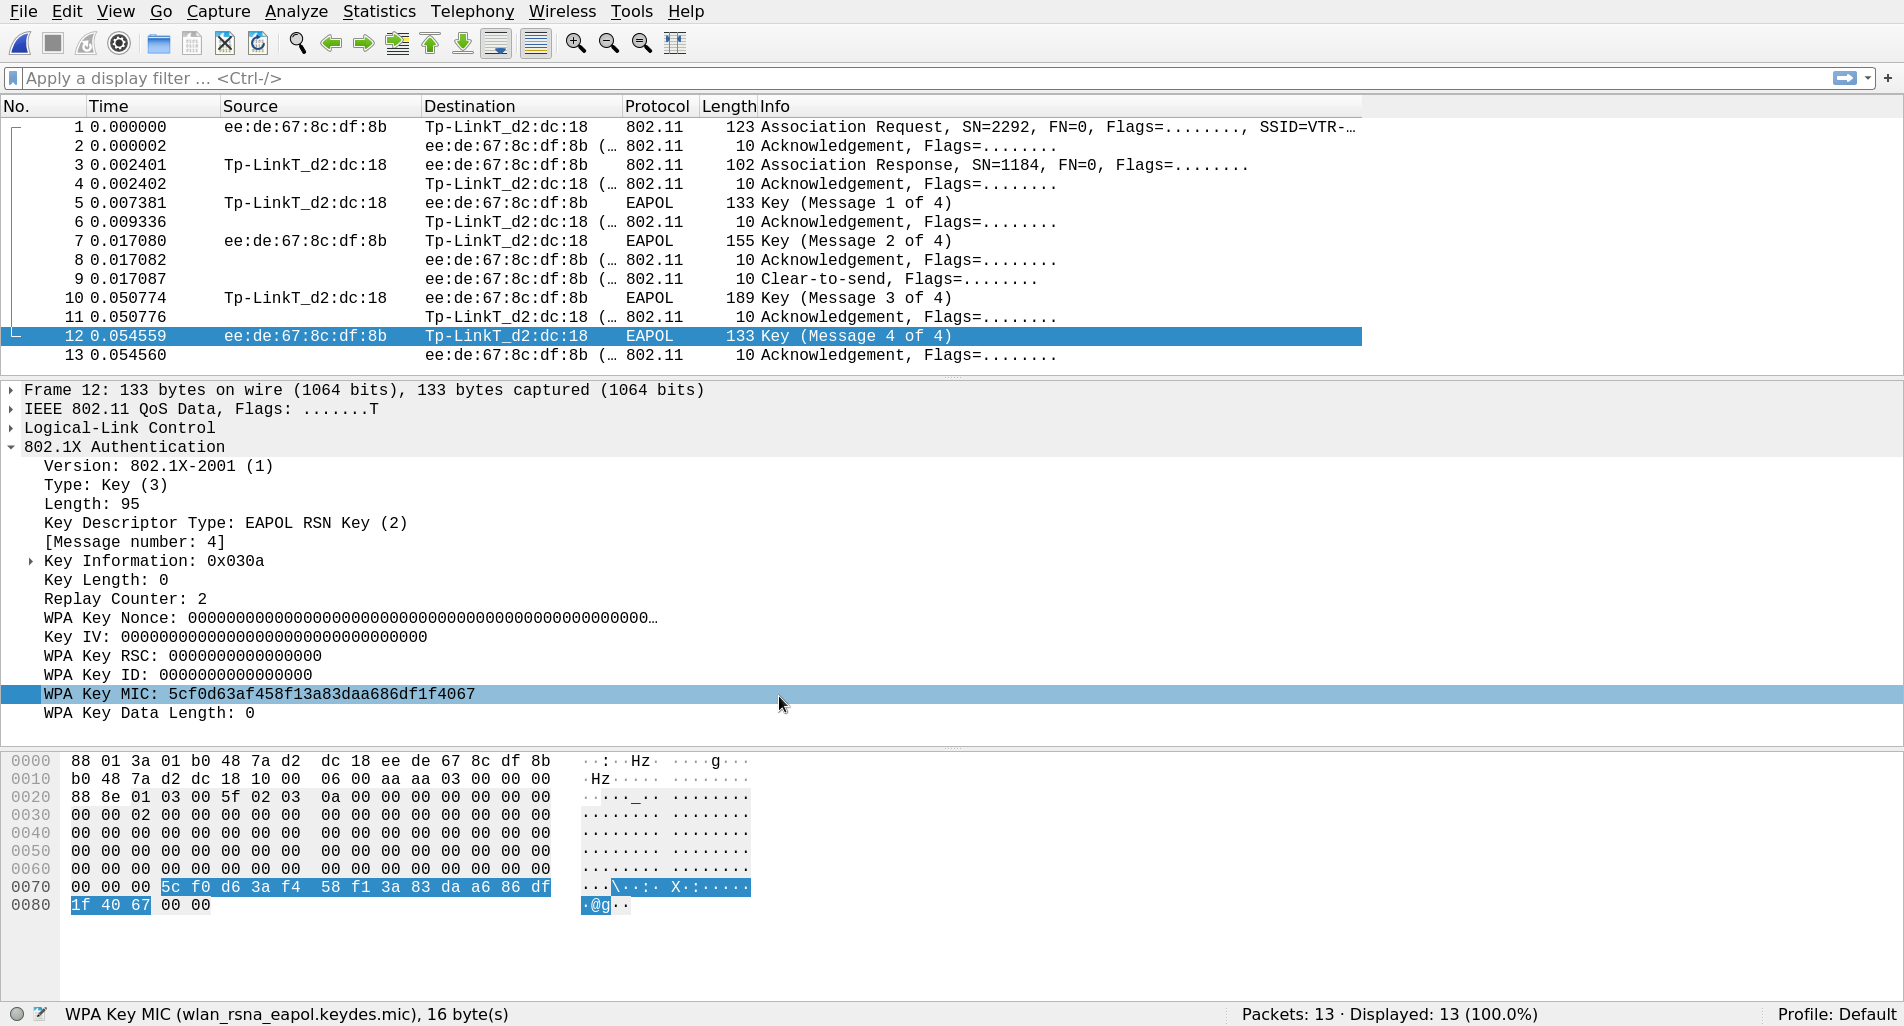 File Edit View Go Capture Analyze Statistics Telephony Wireless Tools Help
Apply a display filter … <Ctrl-/>
+
No. Time Source Destination Protocol Length Info
1 0.000000 ee:de:67:8c:df:8b Tp-LinkT_d2:dc:18 802.11 123 Association Request, SN=2292, FN=0, Flags=........, SSID=VTR-…
2 0.000002 ee:de:67:8c:df:8b (… 802.11 10 Acknowledgement, Flags=........
3 0.002401 Tp-LinkT_d2:dc:18 ee:de:67:8c:df:8b 802.11 102 Association Response, SN=1184, FN=0, Flags=........
4 0.002402 Tp-LinkT_d2:dc:18 (… 802.11 10 Acknowledgement, Flags=........
5 0.007381 Tp-LinkT_d2:dc:18 ee:de:67:8c:df:8b EAPOL 133 Key (Message 1 of 4)
6 0.009336 Tp-LinkT_d2:dc:18 (… 802.11 10 Acknowledgement, Flags=........
7 0.017080 ee:de:67:8c:df:8b Tp-LinkT_d2:dc:18 EAPOL 155 Key (Message 2 of 4)
8 0.017082 ee:de:67:8c:df:8b (… 802.11 10 Acknowledgement, Flags=........
9 0.017087 ee:de:67:8c:df:8b (… 802.11 10 Clear-to-send, Flags=........
10 0.050774 Tp-LinkT_d2:dc:18 ee:de:67:8c:df:8b EAPOL 189 Key (Message 3 of 4)
11 0.050776 Tp-LinkT_d2:dc:18 (… 802.11 10 Acknowledgement, Flags=........
12 0.054559 ee:de:67:8c:df:8b Tp-LinkT_d2:dc:18 EAPOL 133 Key (Message 4 of 4)
13 0.054560 ee:de:67:8c:df:8b (… 802.11 10 Acknowledgement, Flags=........
Frame 12: 133 bytes on wire (1064 bits), 133 bytes captured (1064 bits)
IEEE 802.11 QoS Data, Flags: .......T
Logical-Link Control
802.1X Authentication
Version: 802.1X-2001 (1)
Type: Key (3)
Length: 95
Key Descriptor Type: EAPOL RSN Key (2)
[Message number: 4]
Key Information: 0x030a
Key Length: 0
Replay Counter: 2
WPA Key Nonce: 000000000000000000000000000000000000000000000000…
Key IV: 00000000000000000000000000000000
WPA Key RSC: 0000000000000000
WPA Key ID: 0000000000000000
WPA Key MIC: 5cf0d63af458f13a83daa686df1f4067
WPA Key Data Length: 0
0000 88 01 3a 01 b0 48 7a d2 dc 18 ee de 67 8c df 8b ··:··Hz· ····g···
0010 b0 48 7a d2 dc 18 10 00 06 00 aa aa 03 00 00 00 ·Hz····· ········
0020 88 8e 01 03 00 5f 02 03 0a 00 00 00 00 00 00 00 ·····_·· ········
0030 00 00 02 00 00 00 00 00 00 00 00 00 00 00 00 00 ········ ········
0040 00 00 00 00 00 00 00 00 00 00 00 00 00 00 00 00 ········ ········
0050 00 00 00 00 00 00 00 00 00 00 00 00 00 00 00 00 ········ ········
0060 00 00 00 00 00 00 00 00 00 00 00 00 00 00 00 00 ········ ········
0070 00 00 00 5c f0 d6 3a f4 58 f1 3a 83 da a6 86 df ···\··:· X·:·····
0080 1f 40 67 00 00 ·@g··
WPA Key MIC (wlan_rsna_eapol.keydes.mic), 16 byte(s) Packets: 13 · Displayed: 13 (100.0%) Profile: Default